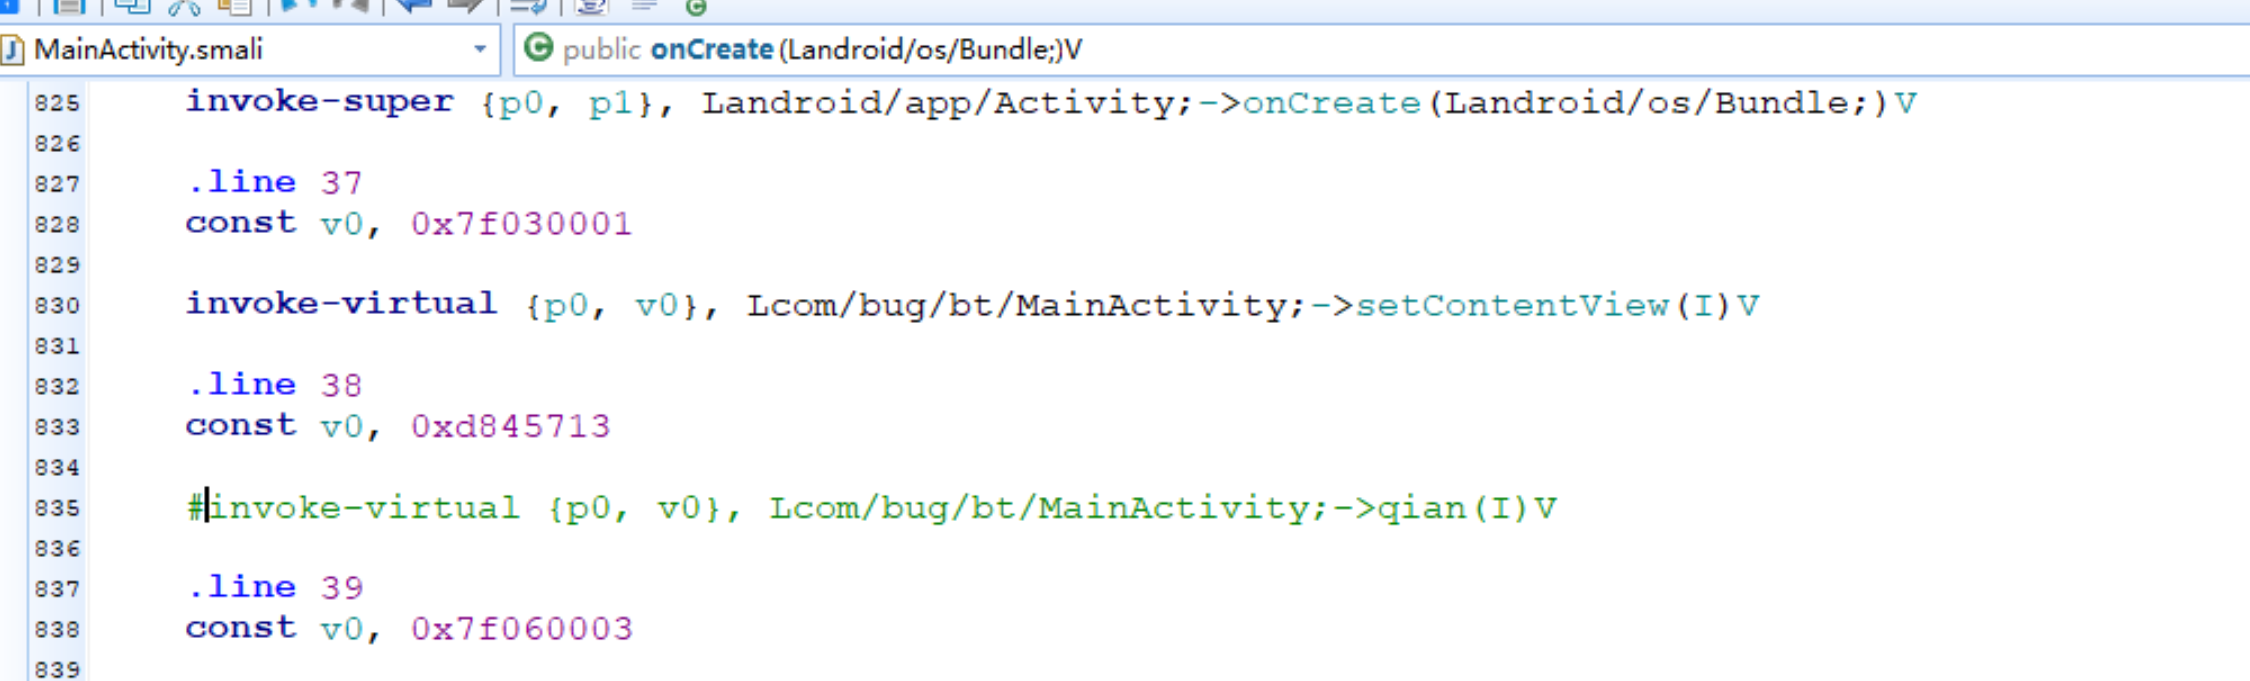 MainActivity.smali
public onCreate(Landroid/os/Bundle;)V
825 invoke-super {p0, p1}, Landroid/app/Activity;->onCreate(Landroid/os/Bundle;)V
826
827 .line 37
828 const v0, 0x7f030001
829
830 invoke-virtual {p0, v0}, Lcom/bug/bt/MainActivity;->setContentView(I)V
831
832 .line 38
833 const v0, 0xd845713
834
835 #invoke-virtual {p0, v0}, Lcom/bug/bt/MainActivity;->qian(I)V
836
837 .line 39
838 const v0, 0x7f060003
839